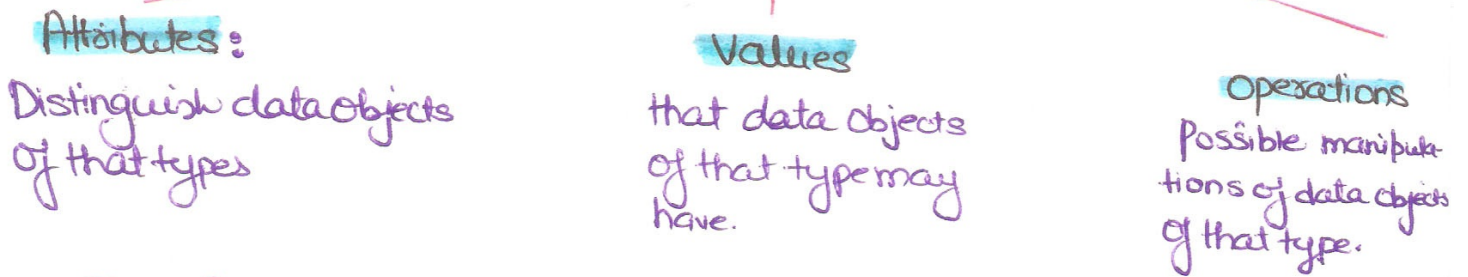 Attributes:
Distinguish data objects
of that types
Values
that data objects
of that type may
have.
Operations
Possible manipula-
tions of data objects
of that type.